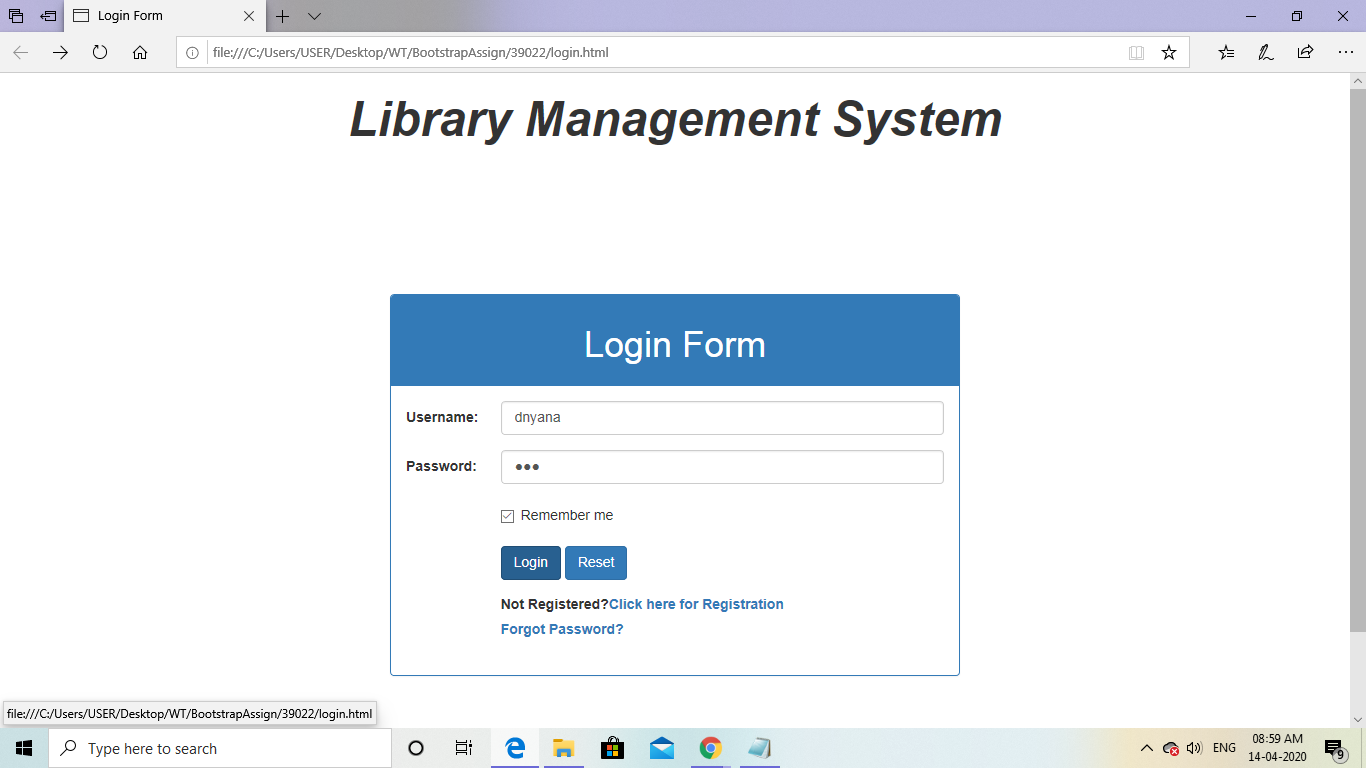 Login Form
file:///C:/Users/USER/Desktop/WT/BootstrapAssign/39022/login.html
Library Management System
Login Form
Username: dnyana
Password: •••
Remember me
Login Reset
Not Registered?Click here for Registration
Forgot Password?
file:///C:/Users/USER/Desktop/WT/BootstrapAssign/39022/login.html
Type here to search
ENG
08:59 AM
14-04-2020
9